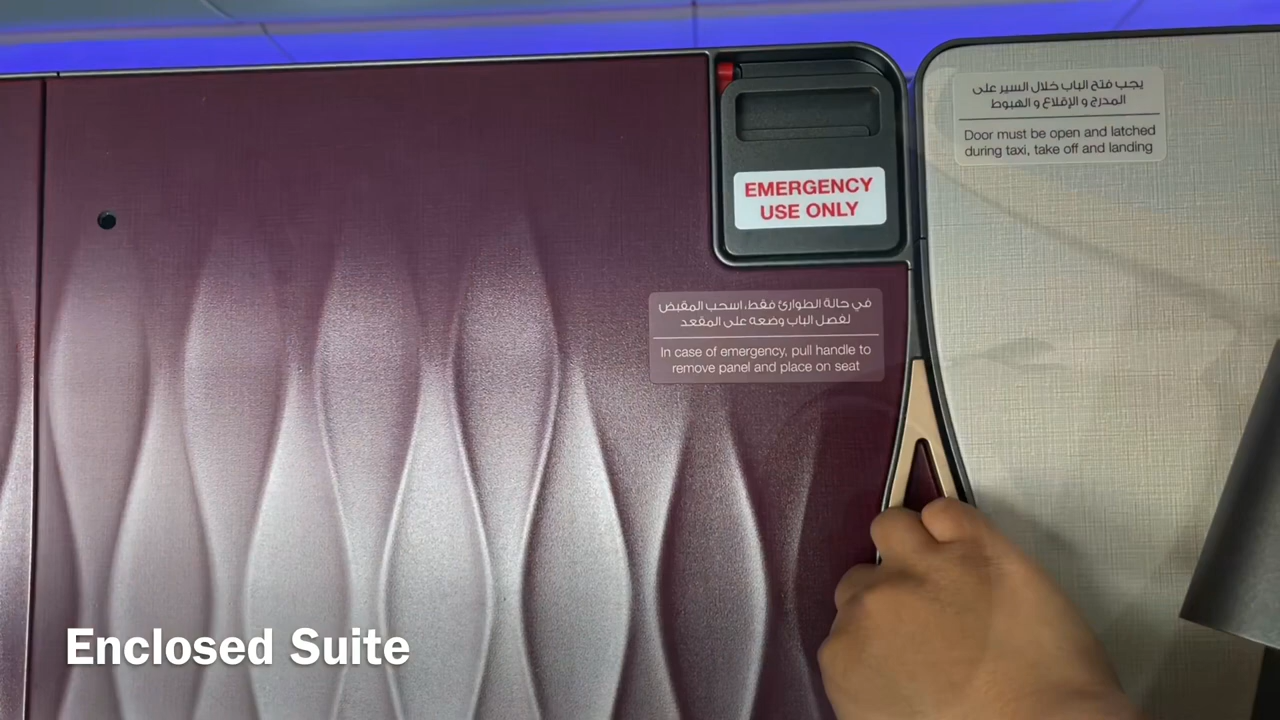 يجب فتح الباب خلال السير على
المدرج و الإقلاع و الهبوط
Door must be open and latched
during taxi, take off and landing
EMERGENCY
USE ONLY
في حالة الطوارئ فقط، اسحب المقبض
لفصل الباب وضعه على المقعد
In case of emergency, pull handle to
remove panel and place on seat
Enclosed Suite